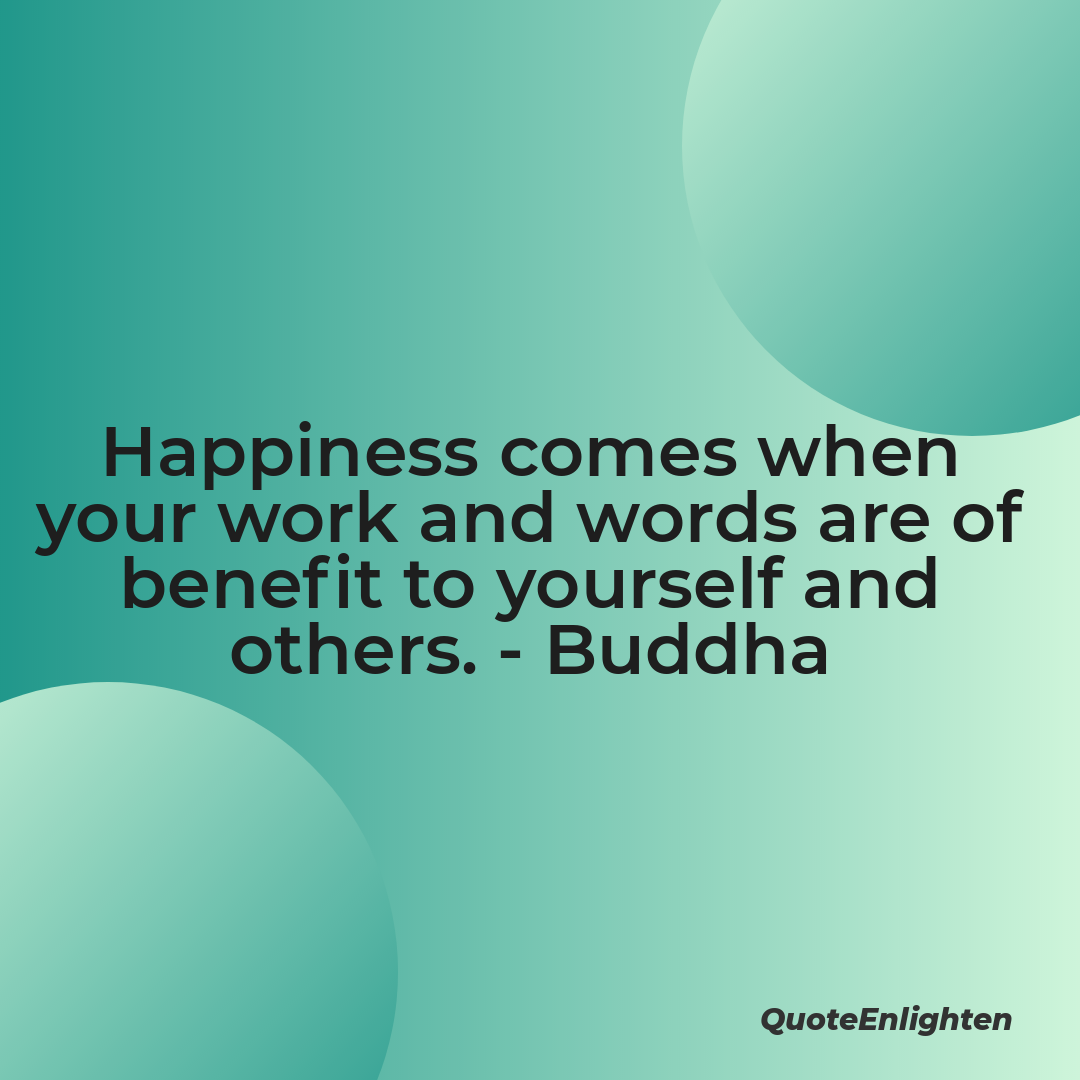 Happiness comes when
your work and words are of
benefit to yourself and
others. - Buddha
QuoteEnlighten